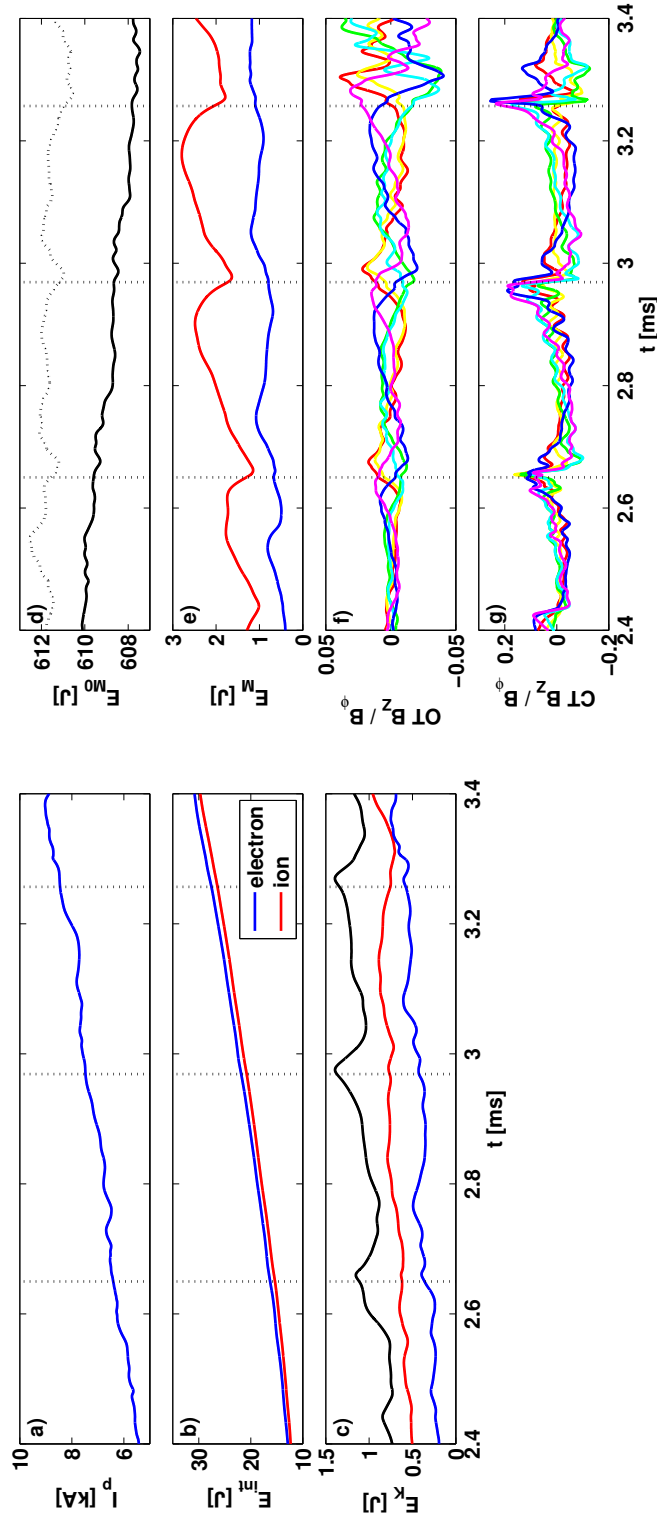 a)
I_p [kA]
10
8
6
b)
E_int [J]
30
20
10
electron
ion
c)
E_K [J]
1.5
1
0.5
0
2.4 2.6 2.8 3 3.2 3.4
t [ms]
d)
E_M0 [J]
612
610
608
e)
E_M [J]
3
2
1
0
f)
OT B_Z / B_ϕ
0.05
0
−0.05
g)
CT B_Z / B_ϕ
0.2
0
−0.2
2.4 2.6 2.8 3 3.2 3.4
t [ms]